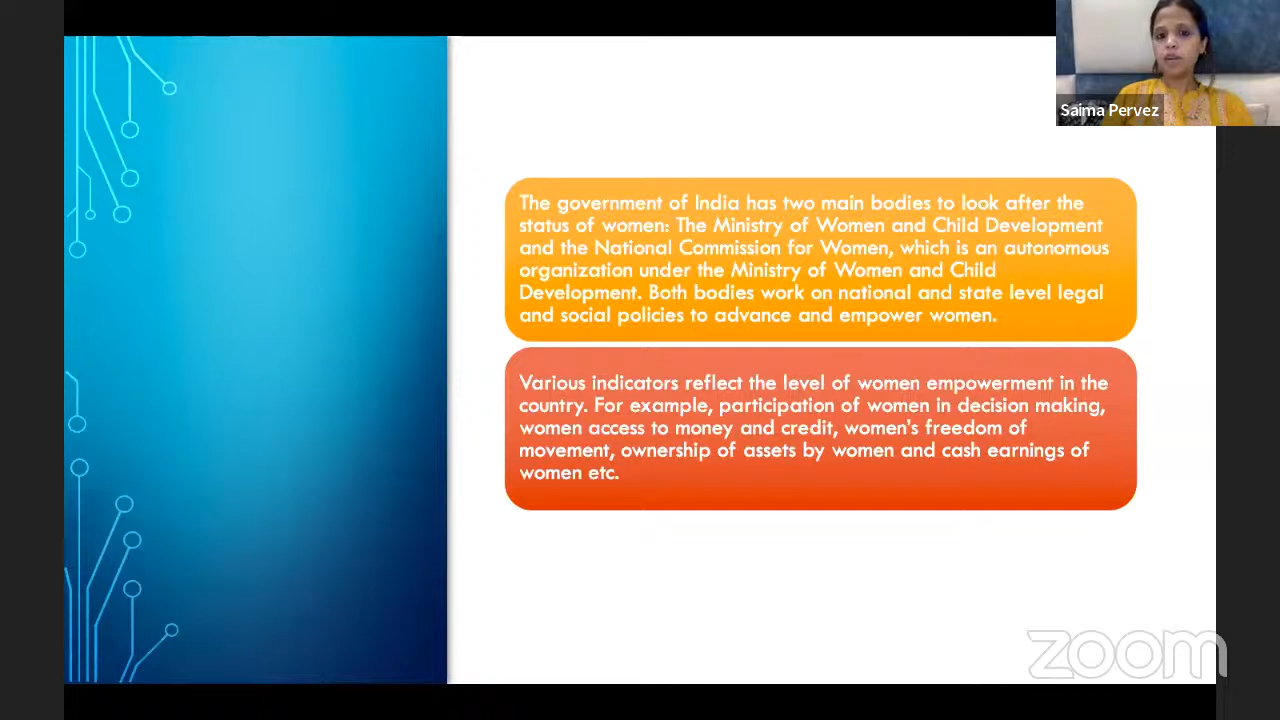 Saima Pervez
The government of India has two main bodies to look after the
status of women: The Ministry of Women and Child Development
and the National Commission for Women, which is an autonomous
organization under the Ministry of Women and Child
Development. Both bodies work on national and state level legal
and social policies to advance and empower women.
Various indicators reflect the level of women empowerment in the
country. For example, participation of women in decision making,
women access to money and credit, women's freedom of
movement, ownership of assets by women and cash earnings of
women etc.
zoom